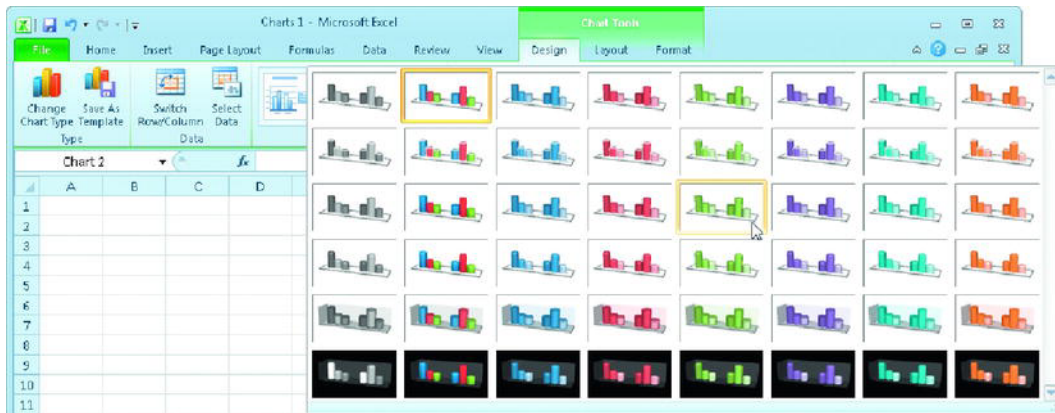 Charts 1 - Microsoft Excel
Chart Tools
File Home Insert Page Layout Formulas Data Review View Design Layout Format
Change Chart Type
Save As Template
Switch Row/Column
Select Data
Type
Data
Chart 2
fx
A B C D
1
2
3
4
5
6
7
8
9
10
11